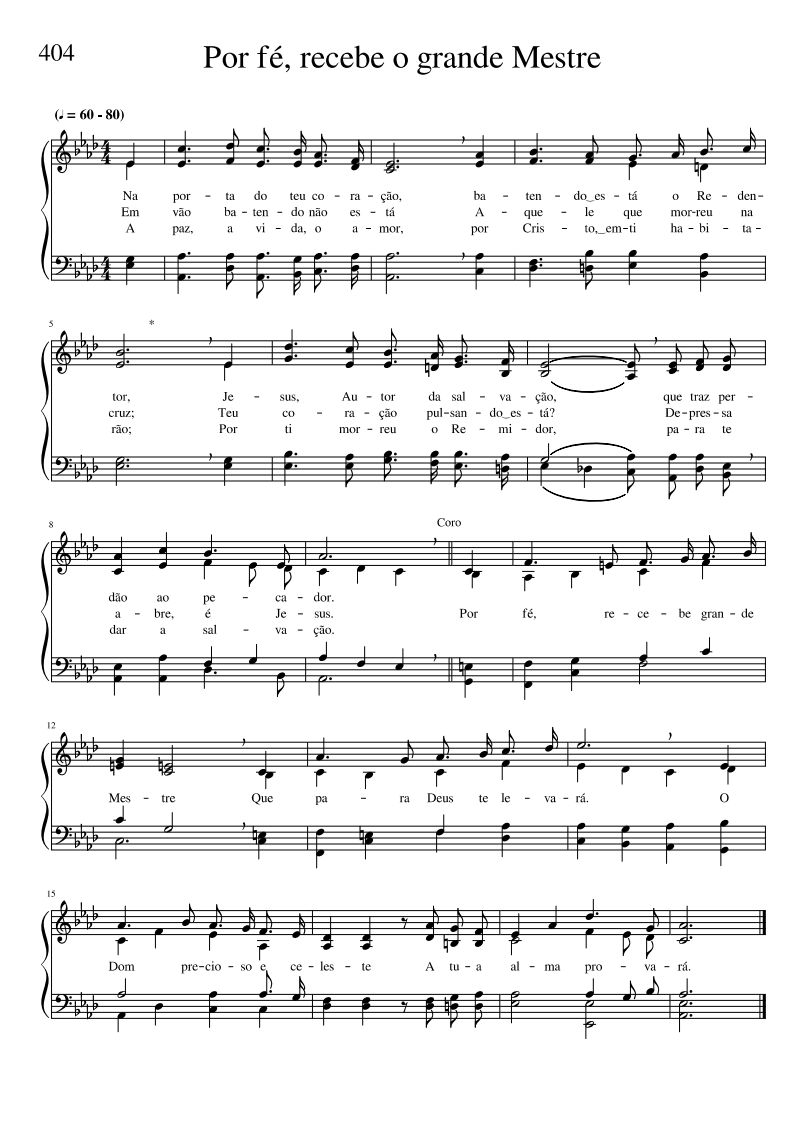 404
Por fé, recebe o grande Mestre
(♩ = 60 - 80)
Na por - ta do teu co - ra - ção, ba - ten - do_es - tá o Re - den -
Em vão ba - ten - do não es - tá A - que - le que mor - reu na
A paz, a vi - da, o a - mor, por Cris - to,_em - ti ha - bi - ta -
5
*
tor, Je - sus, Au - tor da sal - va - ção, que traz per -
cruz; Teu co - ra - ção pul - san - do_es - tá? De - pres - sa
rão; Por ti mor - reu o Re - mi - dor, pa - ra te
8
Coro
dão ao pe - ca - dor.
a - bre, é Je - sus. Por fé, re - ce - be gran - de
dar a sal - va - ção.
12
Mes - tre Que pa - ra Deus te le - va - rá. O
15
Dom pre - cio - so e ce - les - te A tu - a al - ma pro - va - rá.